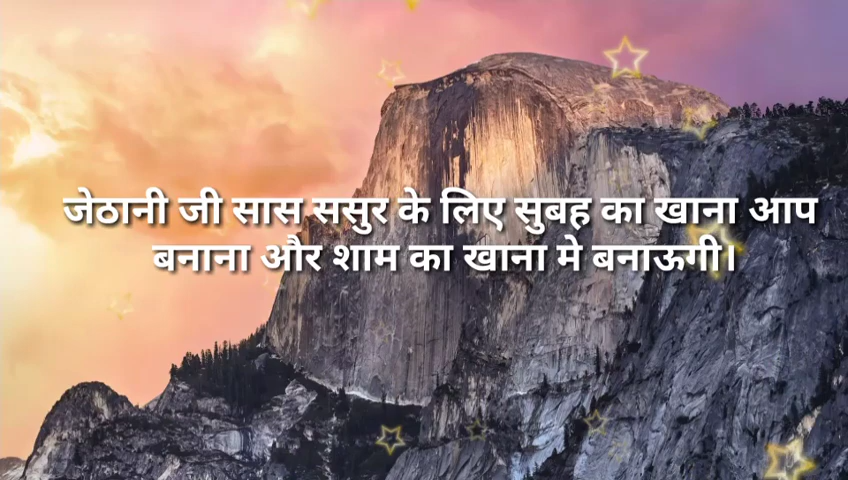 जेठानी जी सास ससुर के लिए सुबह का खाना आप
बनाना और शाम का खाना मे बनाऊगी।